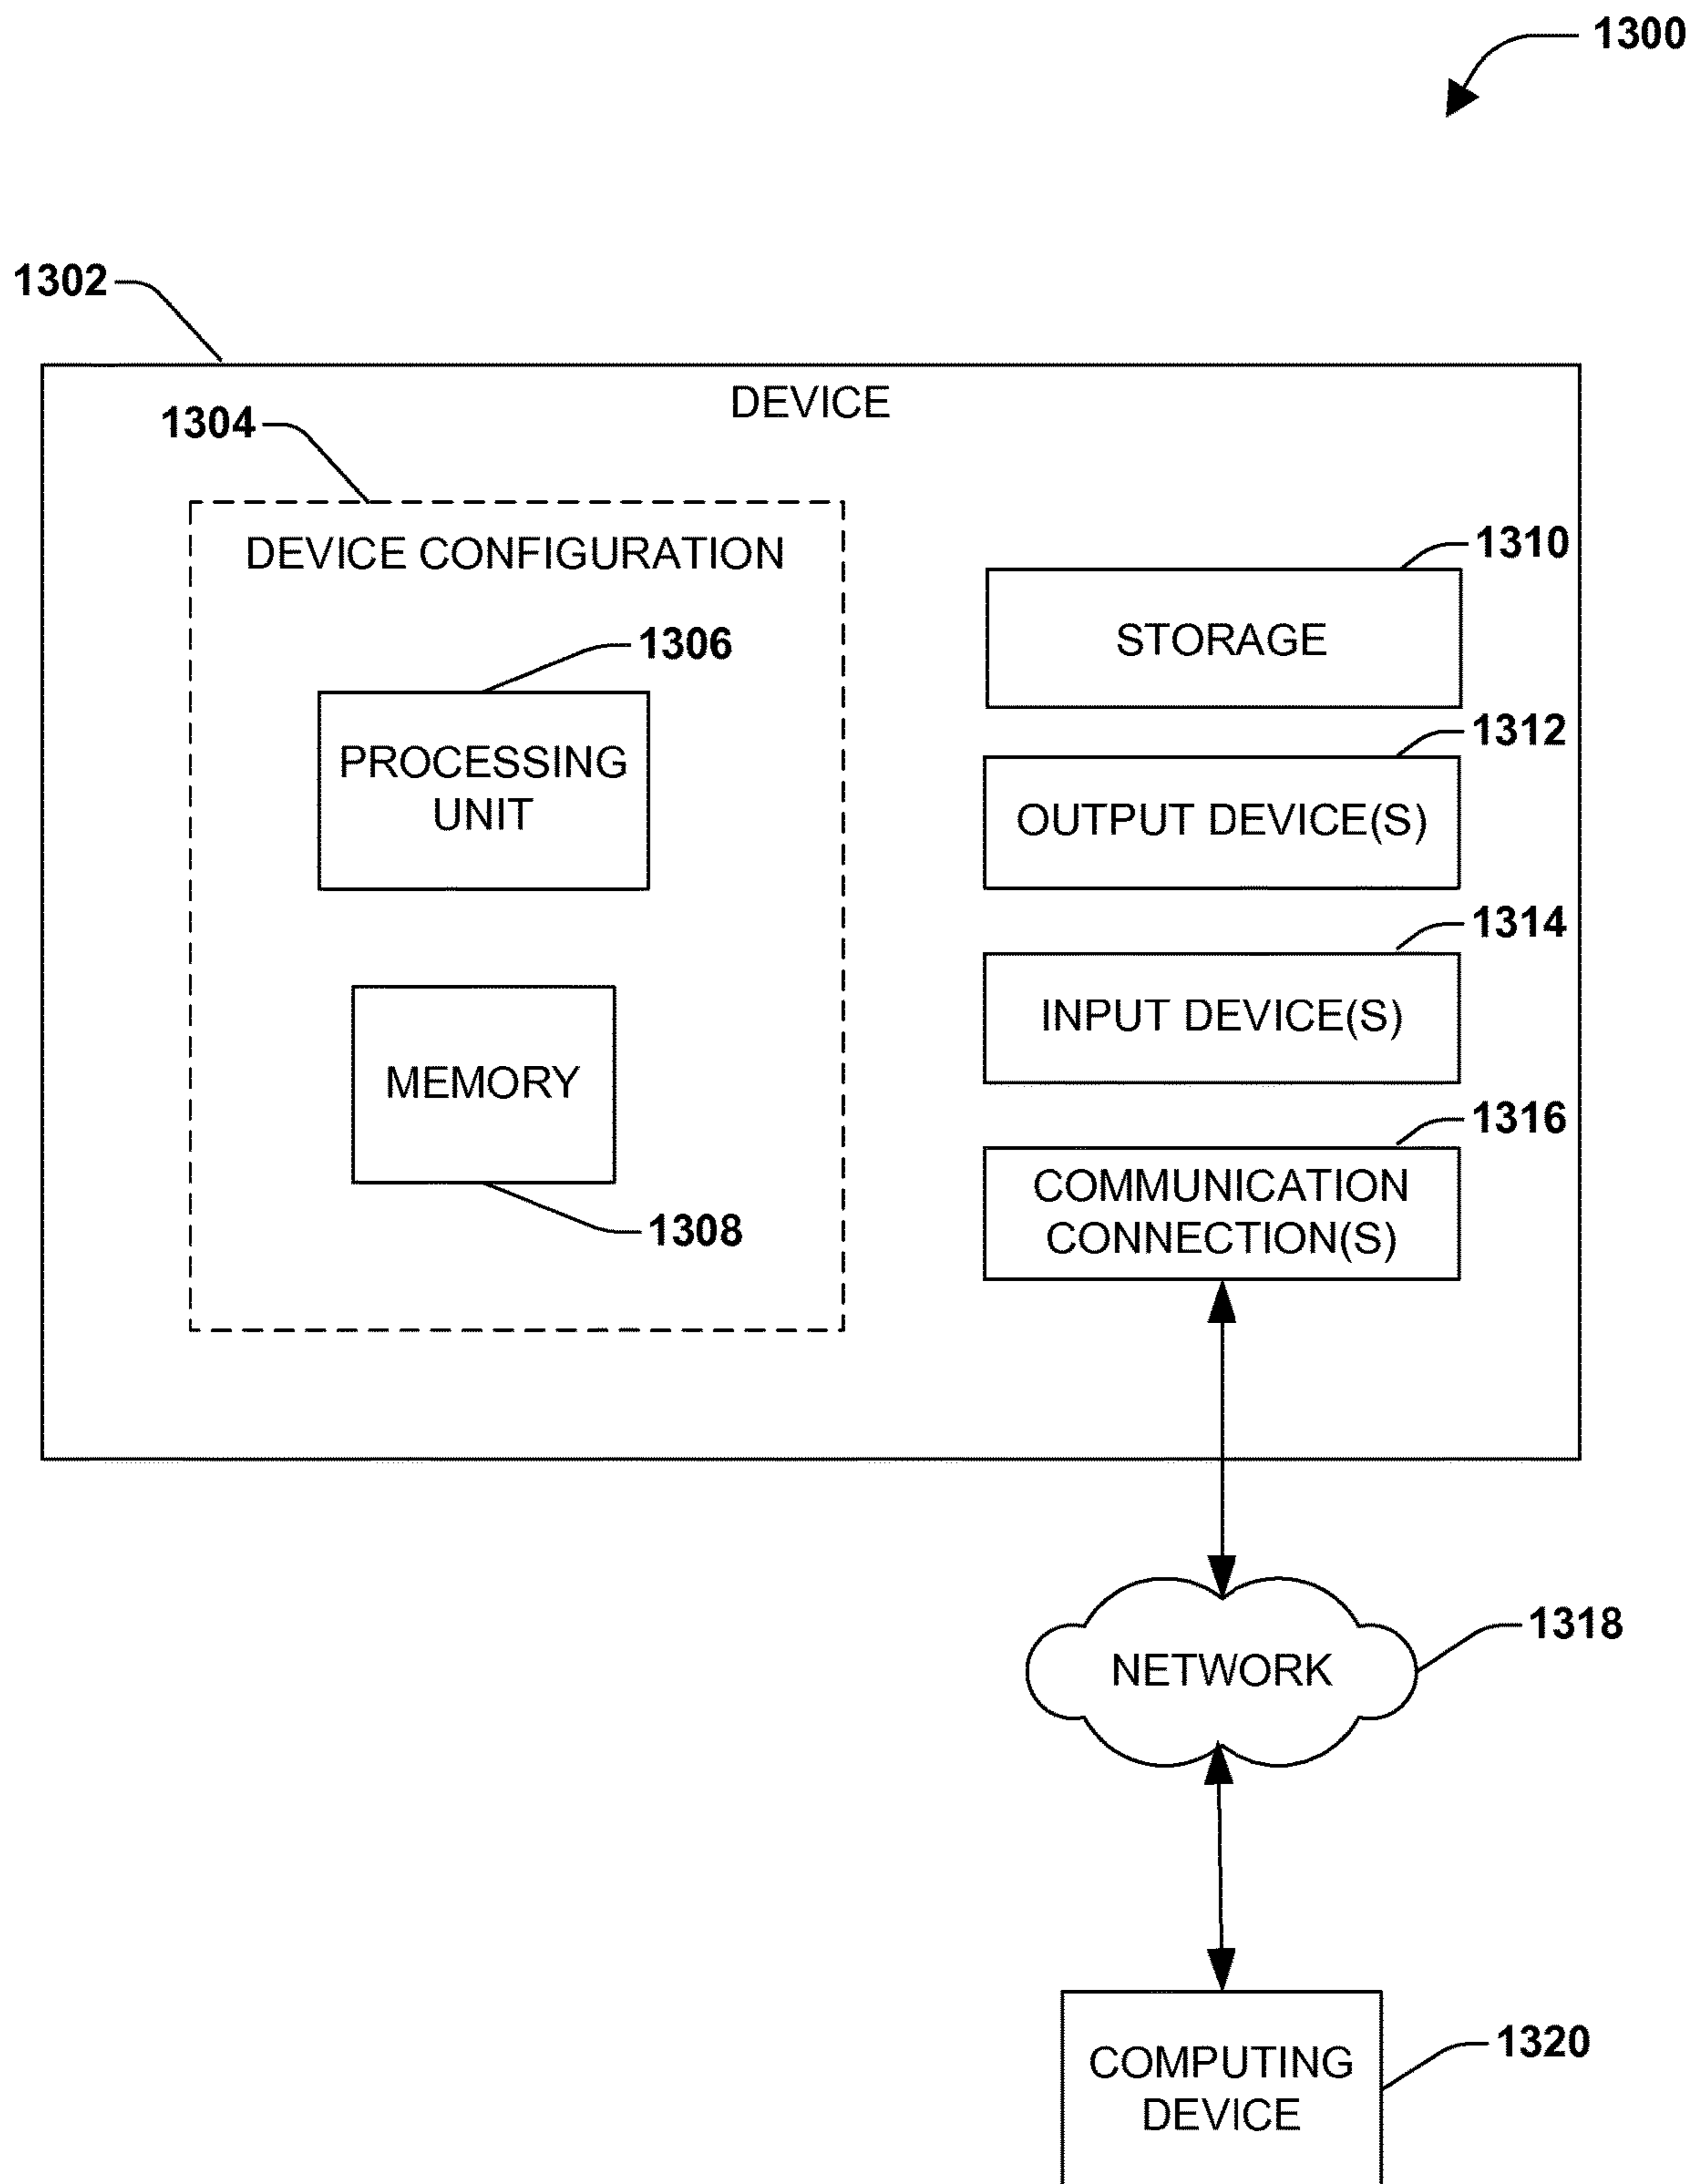 1300
1302
DEVICE
1304
DEVICE CONFIGURATION
1306
PROCESSING
UNIT
MEMORY
1308
1310
STORAGE
1312
OUTPUT DEVICE(S)
1314
INPUT DEVICE(S)
1316
COMMUNICATION
CONNECTION(S)
NETWORK
1318
COMPUTING
DEVICE
1320